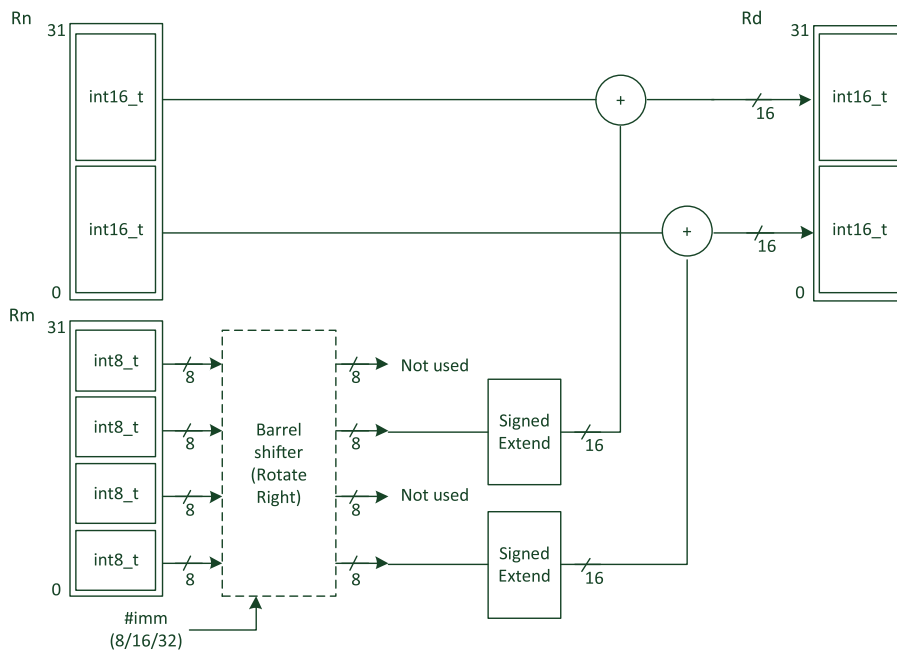 Rn
Rd
31
31
int16_t
+
16
int16_t
int16_t
+
16
int16_t
0
0
Rm
31
int8_t
8
8
Not used
int8_t
8
Barrel
shifter
(Rotate
Right)
8
Signed
Extend
16
int8_t
8
8
Not used
int8_t
8
8
Signed
Extend
16
0
#imm
(8/16/32)